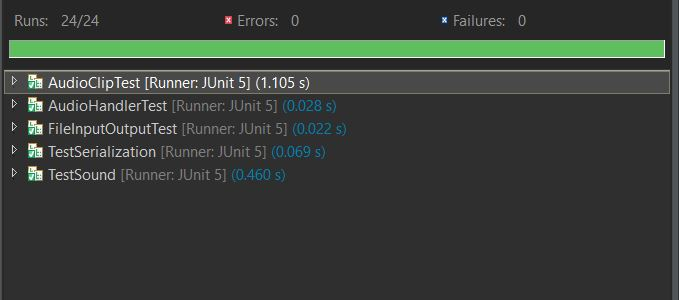 Runs: 24/24 Errors: 0 Failures: 0
AudioClipTest [Runner: JUnit 5] (1.105 s)
AudioHandlerTest [Runner: JUnit 5] (0.028 s)
FileInputOutputTest [Runner: JUnit 5] (0.022 s)
TestSerialization [Runner: JUnit 5] (0.069 s)
TestSound [Runner: JUnit 5] (0.460 s)